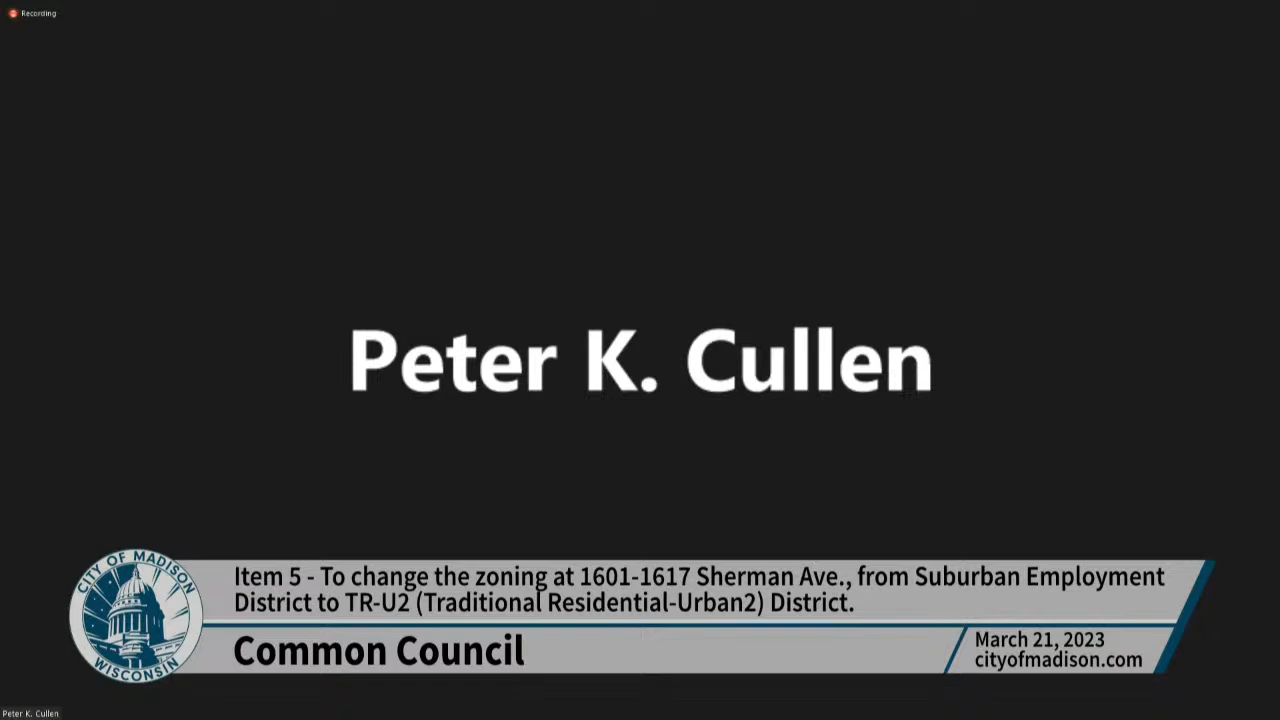 Recording
Peter K. Cullen
CITY OF MADISON
WISCONSIN
Item 5 - To change the zoning at 1601-1617 Sherman Ave., from Suburban Employment
District to TR-U2 (Traditional Residential-Urban2) District.
Common Council
March 21, 2023
cityofmadison.com
Peter K. Cullen